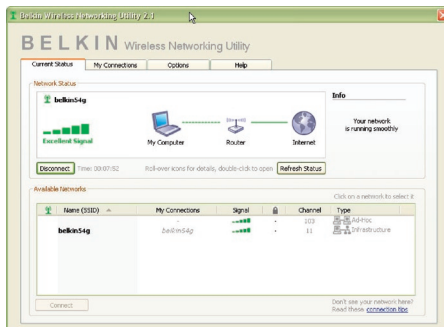 Belkin Wireless Networking Utility 2.1
BELKIN Wireless Networking Utility
Current Status My Connections Options Help
Network Status
belkin54g
Excellent Signal
My Computer Router Internet
Info
Your network
is running smoothly
Disconnect Time: 00:07:52 Roll-over icons for details, double-click to open Refresh Status
Available Networks
Click on a network to select it
Name (SSID) My Connections Signal Channel Type
- - 103 Ad-hoc
belkin54g belkin54g - 11 Infrastructure
Connect
Don't see your network here?
Read these connection tips